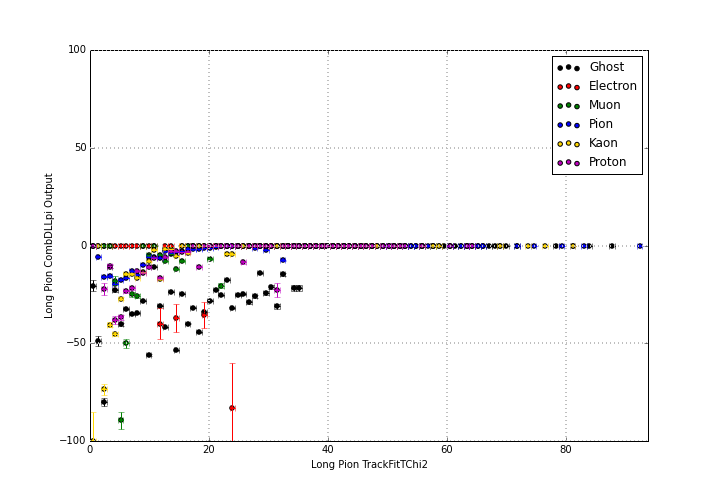 100
50
0
−50
−100
Long Pion CombDLLpi Output
Ghost
Electron
Muon
Pion
Kaon
Proton
0 20 40 60 80
Long Pion TrackFitTChi2